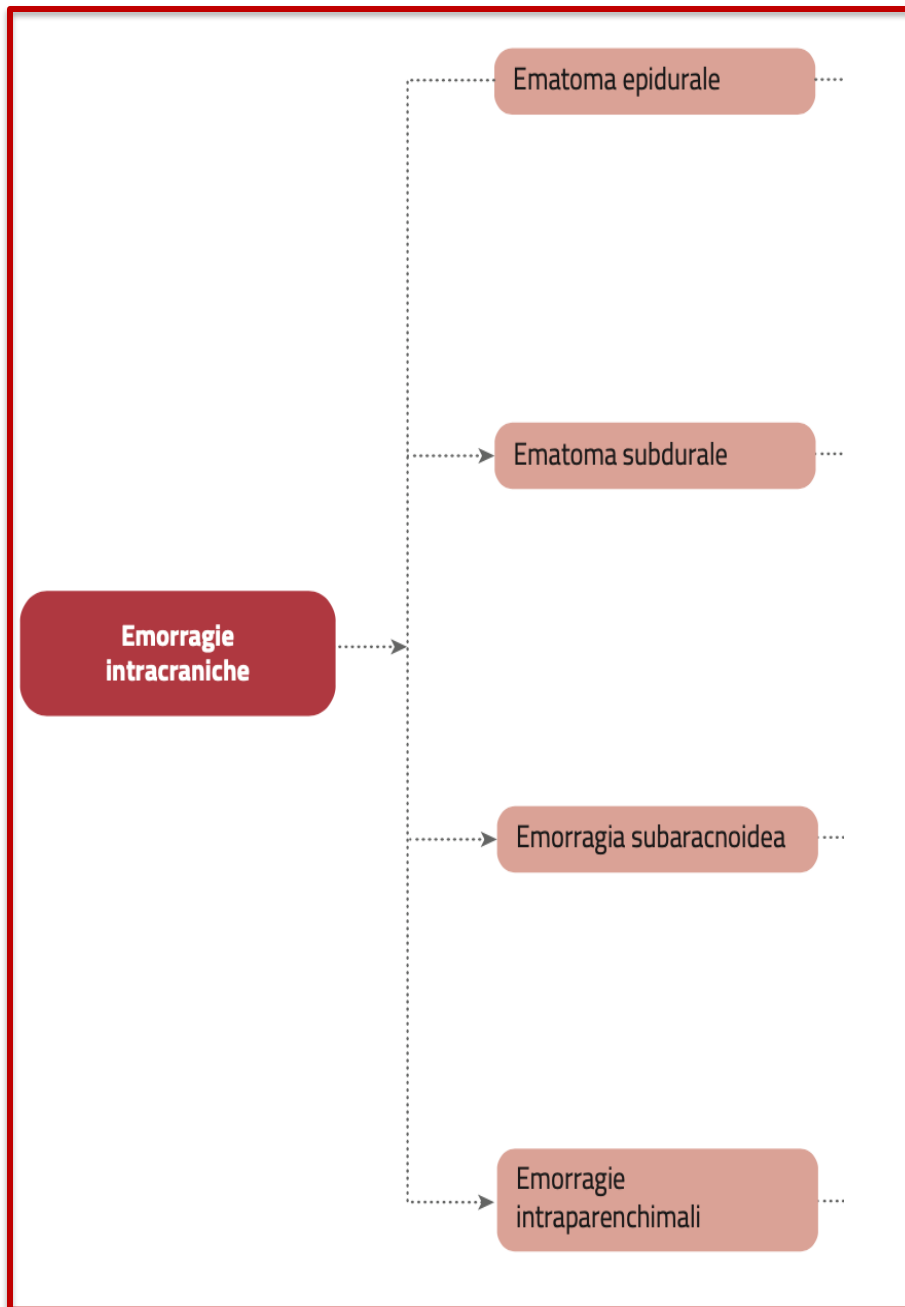 Ematoma epidurale
Ematoma subdurale
Emorragie
intracraniche
Emorragia subaracnoidea
Emorragie
intraparenchimali